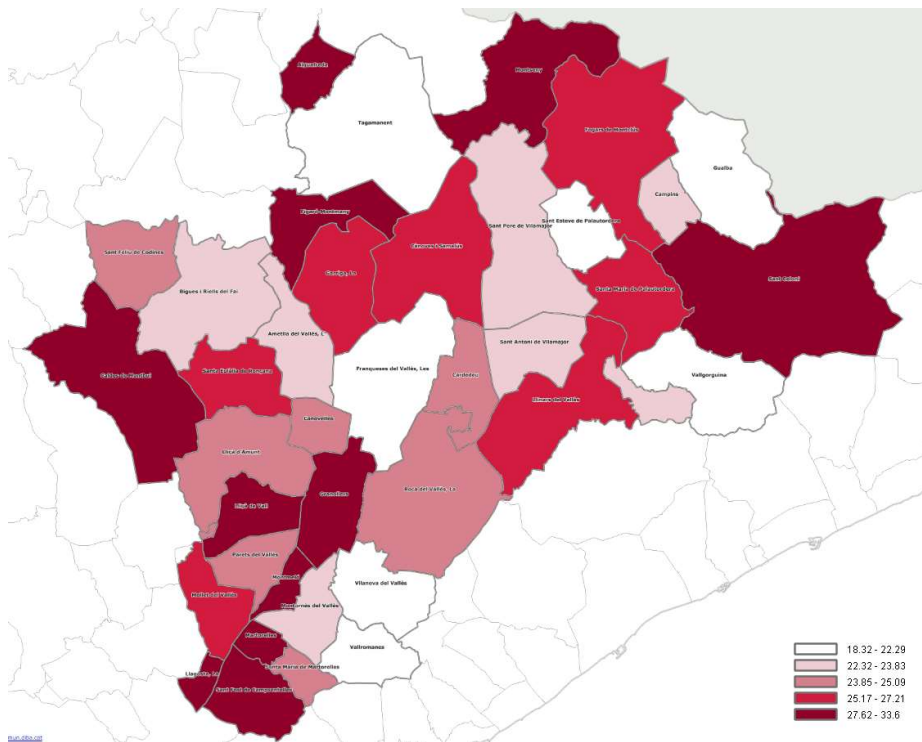 Aiguafreda
Montseny
Tagamanent
Fogars de Montclús
Gualba
Campins
Figaró-Montmany
Sant Esteve de Palautordera
Sant Pere de Vilamajor
Cànoves i Samalús
Sant Feliu de Codines
Garriga, La
Sant Celoni
Bigues i Riells del Fai
Santa Maria de Palautordera
Ametlla del Vallès, L'
Sant Antoni de Vilamajor
Franqueses del Vallès, Les
Cardedeu
Santa Eulàlia de Ronçana
Vallgorguina
Caldes de Montbui
Llinars del Vallès
Canovelles
Lliçà d'Amunt
Roca del Vallès, La
Granollers
Lliçà de Vall
Parets del Vallès
Montmeló
Vilanova del Vallès
Mollet del Vallès
Montornès del Vallès
Martorelles
Vallromanes
Santa Maria de Martorelles
Llagosta, La
Sant Fost de Campsentelles
18.32 - 22.29
22.32 - 23.83
23.85 - 25.09
25.17 - 27.21
27.62 - 33.6
mun.diba.cat